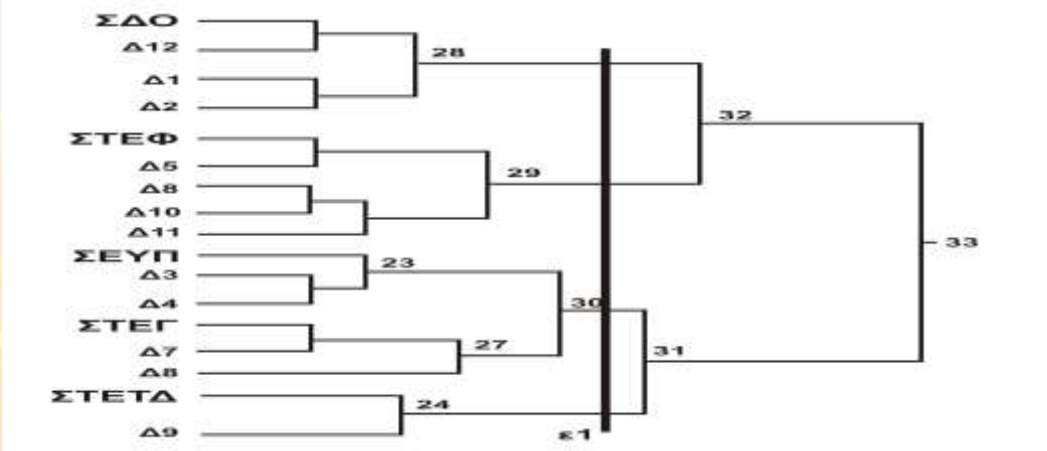 ΣΔΟ
Δ12
28
Δ1
Δ2
32
ΣΤΕΦ
Δ5
29
Δ8
Δ10
Δ11
33
ΣΕΥΠ
23
Δ3
Δ4
30
ΣΤΕΓ
Δ7
27
31
Δ8
ΣΤΕΤΔ
24
Δ9
ε1